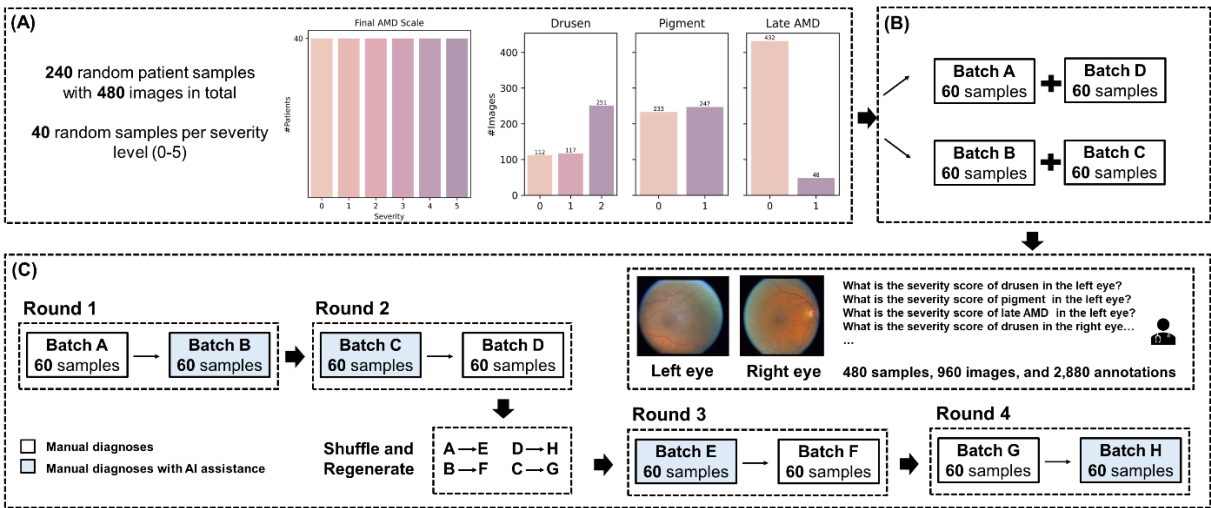 (A)
240 random patient samples
with 480 images in total
40 random samples per severity
level (0-5)
Final AMD Scale
40
#Patients
0 1 2 3 4 5
Severity
Drusen
Pigment
Late AMD
#Images
400
300
200
100
0
112
117
251
0 1 2
233
247
0 1
432
48
0 1
(B)
Batch A
60 samples
+
Batch D
60 samples
Batch B
60 samples
+
Batch C
60 samples
(C)
Round 1
Batch A
60 samples
Batch B
60 samples
Round 2
Batch C
60 samples
Batch D
60 samples
Left eye
Right eye
What is the severity score of drusen in the left eye?
What is the severity score of pigment in the left eye?
What is the severity score of late AMD in the left eye?
What is the severity score of drusen in the right eye...
...
480 samples, 960 images, and 2,880 annotations
Manual diagnoses
Manual diagnoses with AI assistance
Shuffle and
Regenerate
A→E D→H
B→F C→G
Round 3
Batch E
60 samples
Batch F
60 samples
Round 4
Batch G
60 samples
Batch H
60 samples